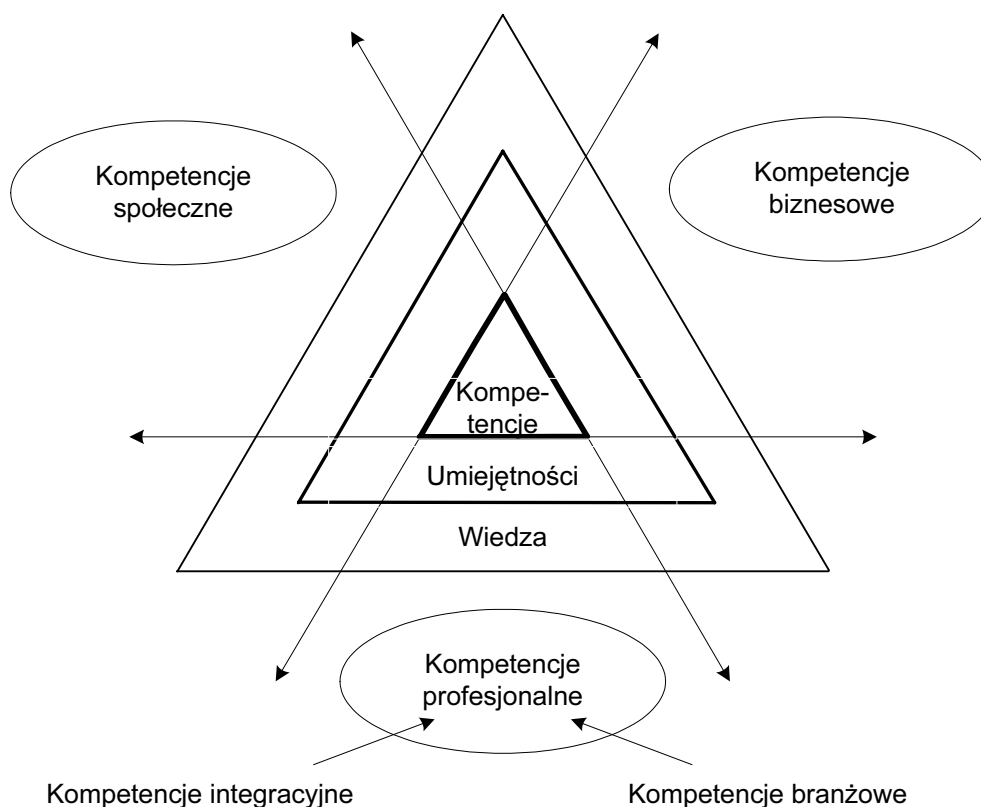 Kompetencje
społeczne
Kompetencje
biznesowe
Kompe-
tencje
Umiejętności
Wiedza
Kompetencje
profesjonalne
Kompetencje integracyjne
Kompetencje branżowe